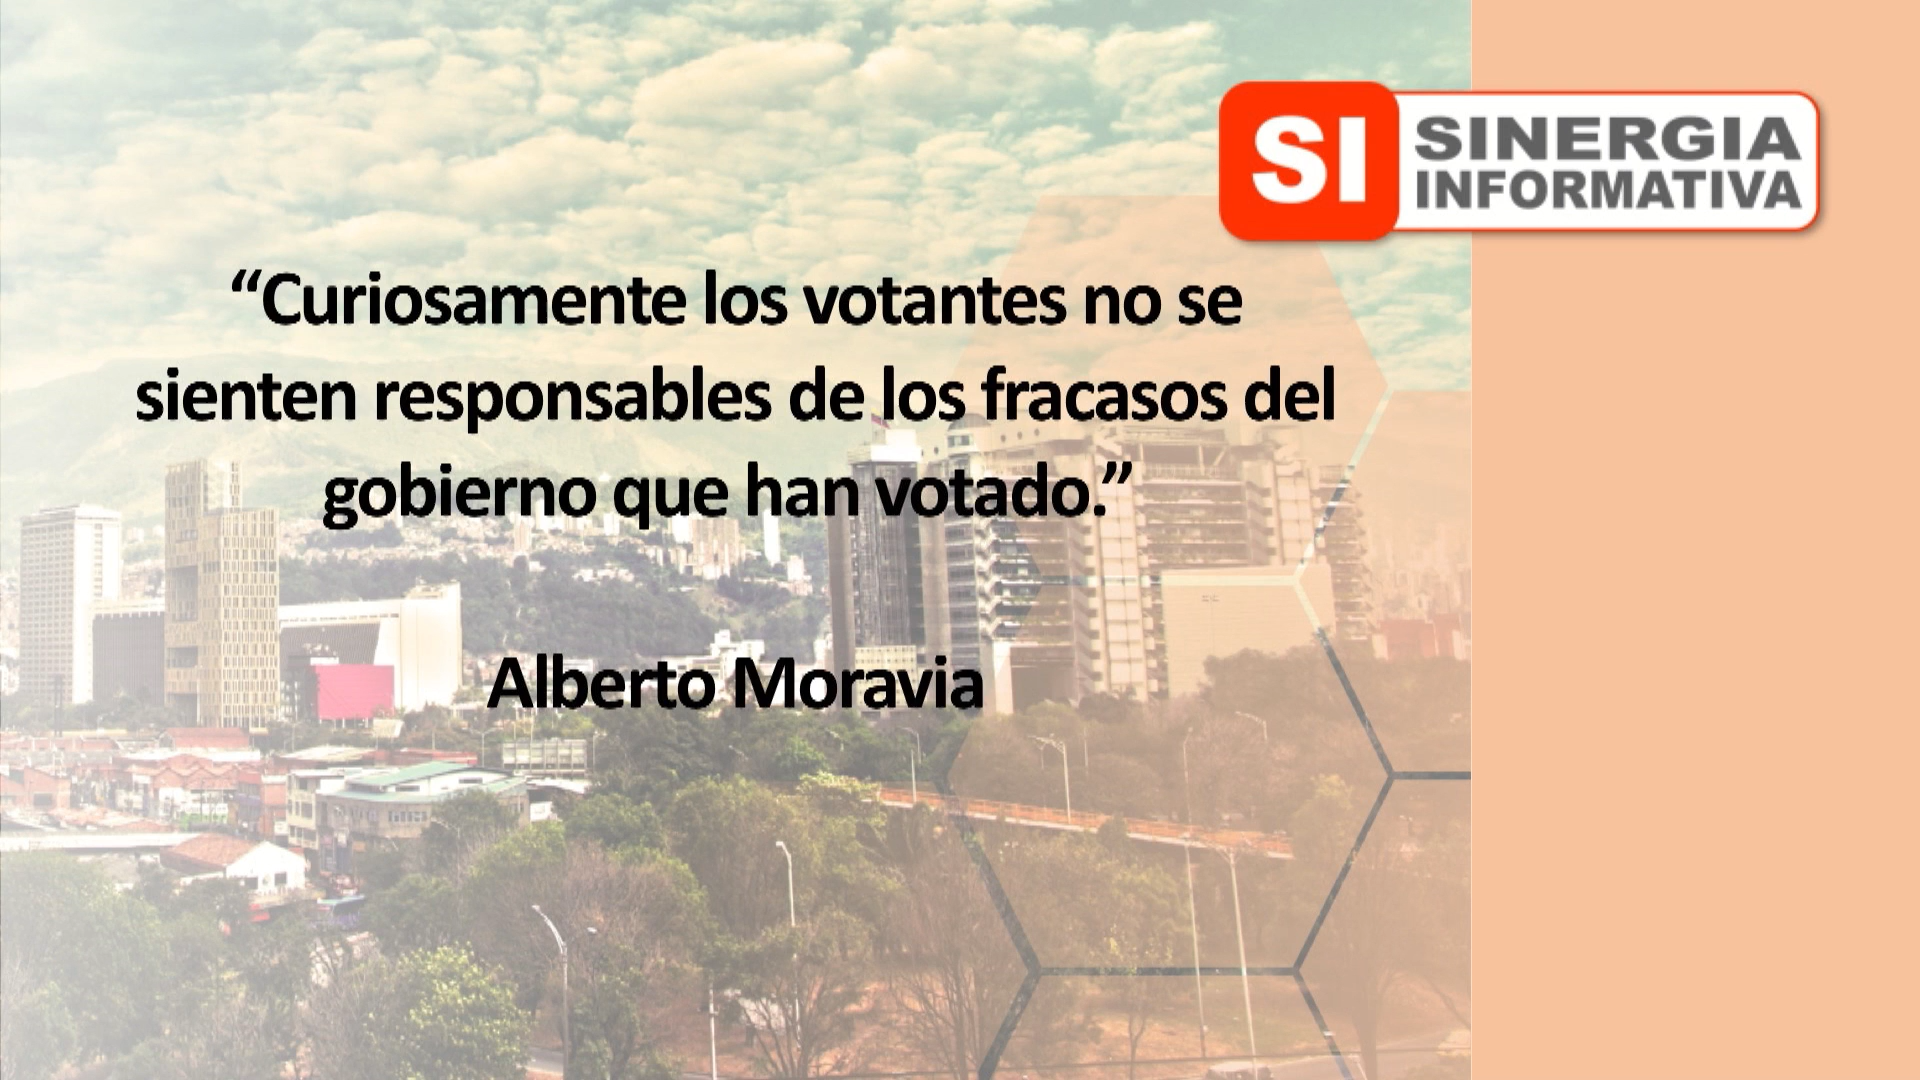 SI SINERGIA
INFORMATIVA
“Curiosamente los votantes no se
sienten responsables de los fracasos del
gobierno que han votado.”
Alberto Moravia